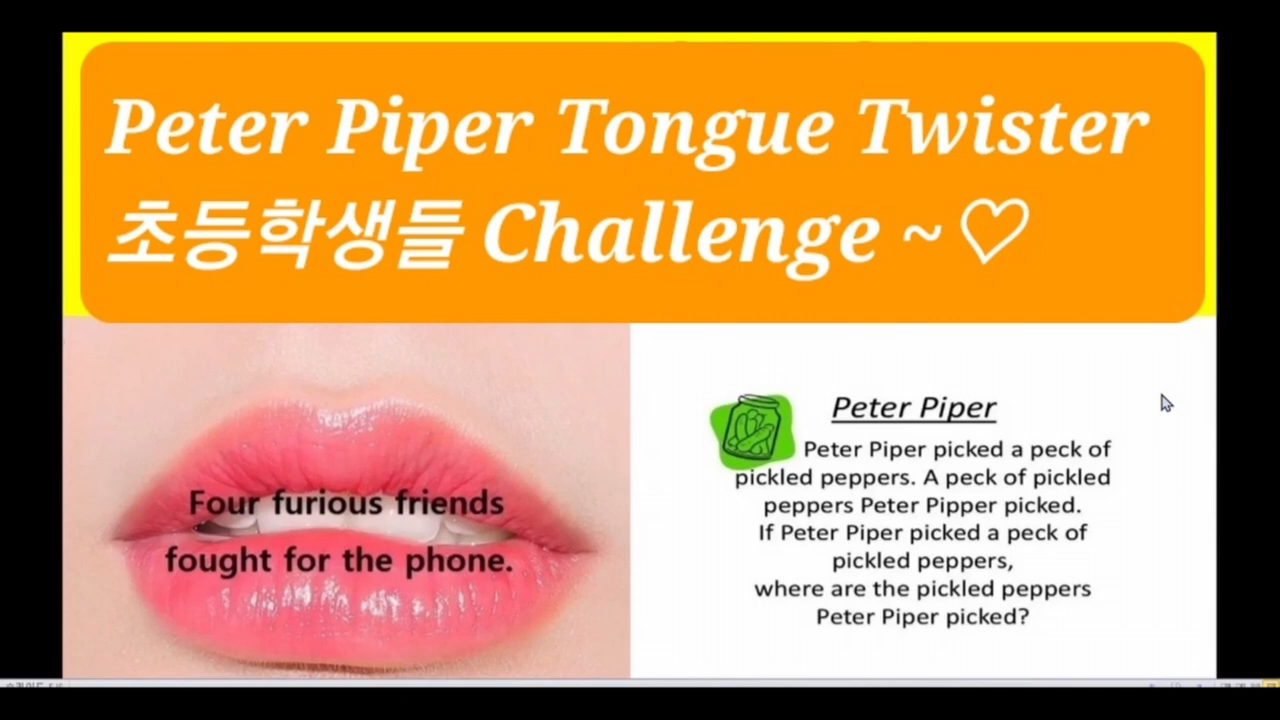 Peter Piper Tongue Twister
초등학생들 Challenge ~♡
Four furious friends
fought for the phone.
Peter Piper
Peter Piper picked a peck of
pickled peppers. A peck of pickled
peppers Peter Pipper picked.
If Peter Piper picked a peck of
pickled peppers,
where are the pickled peppers
Peter Piper picked?